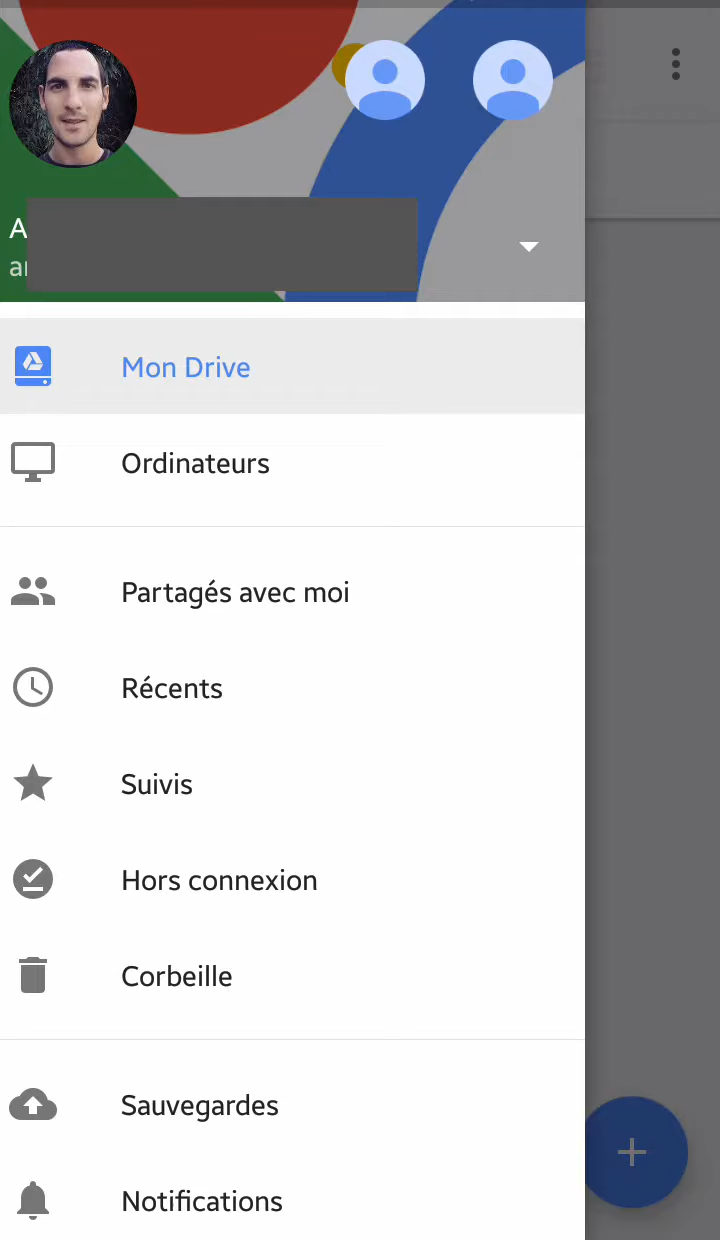 A
Mon Drive
Ordinateurs
Partagés avec moi
Récents
Suivis
Hors connexion
Corbeille
Sauvegardes
Notifications